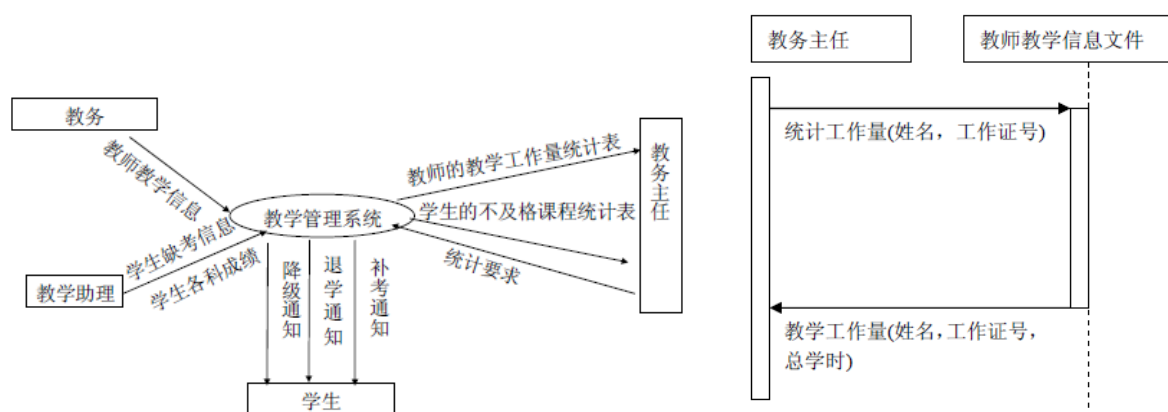 教务
教师教学信息
教学管理系统
学生缺考信息
学生各科成绩
教学助理
降级通知
退学通知
补考通知
学生
教师的教学工作量统计表
学生的不及格课程统计表
统计要求
教务主任
教务主任
教师教学信息文件
统计工作量(姓名，工作证号)
教学工作量(姓名,工作证号,
总学时)